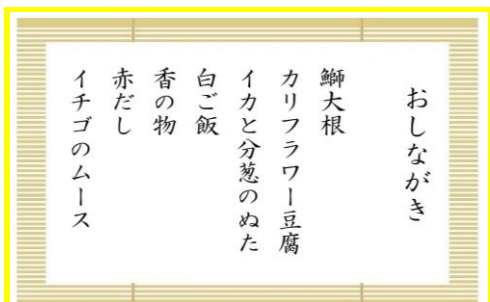 おしながき
鰤大根
カリフラワー豆腐
イカと分葱のぬた
白ご飯
香の物
赤だし
イチゴのムース